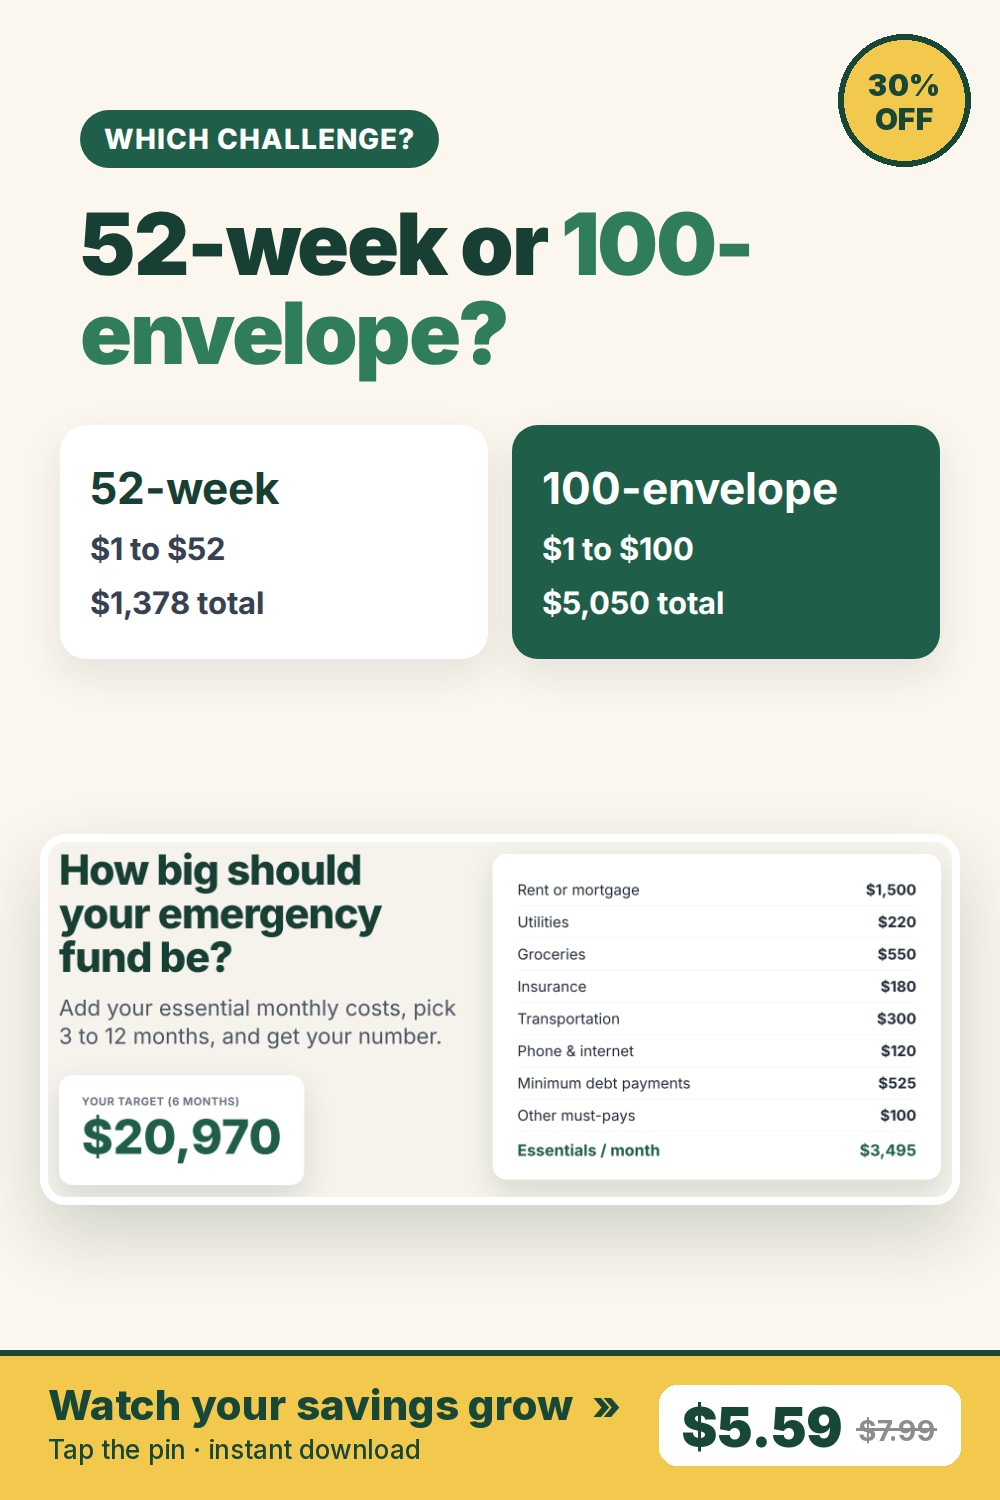 30%
OFF
WHICH CHALLENGE?
52-week or 100-
envelope?
52-week
$1 to $52
$1,378 total
100-envelope
$1 to $100
$5,050 total
How big should
your emergency
fund be?
Add your essential monthly costs, pick
3 to 12 months, and get your number.
YOUR TARGET (6 MONTHS)
$20,970
Rent or mortgage $1,500
Utilities $220
Groceries $550
Insurance $180
Transportation $300
Phone & internet $120
Minimum debt payments $525
Other must-pays $100
Essentials / month $3,495
Watch your savings grow »
Tap the pin · instant download
$5.59 $7.99